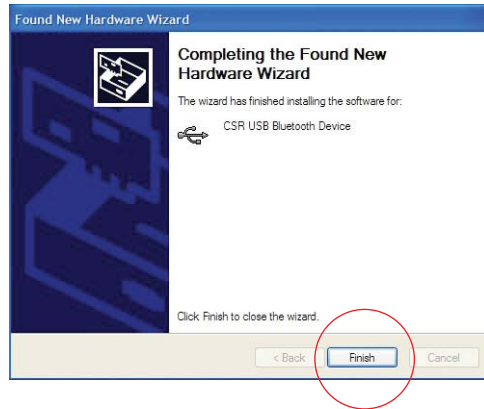 Found New Hardware Wizard
Completing the Found New
Hardware Wizard
The wizard has finished installing the software for:
CSR USB Bluetooth Device
Click Finish to close the wizard.
< Back Finish Cancel